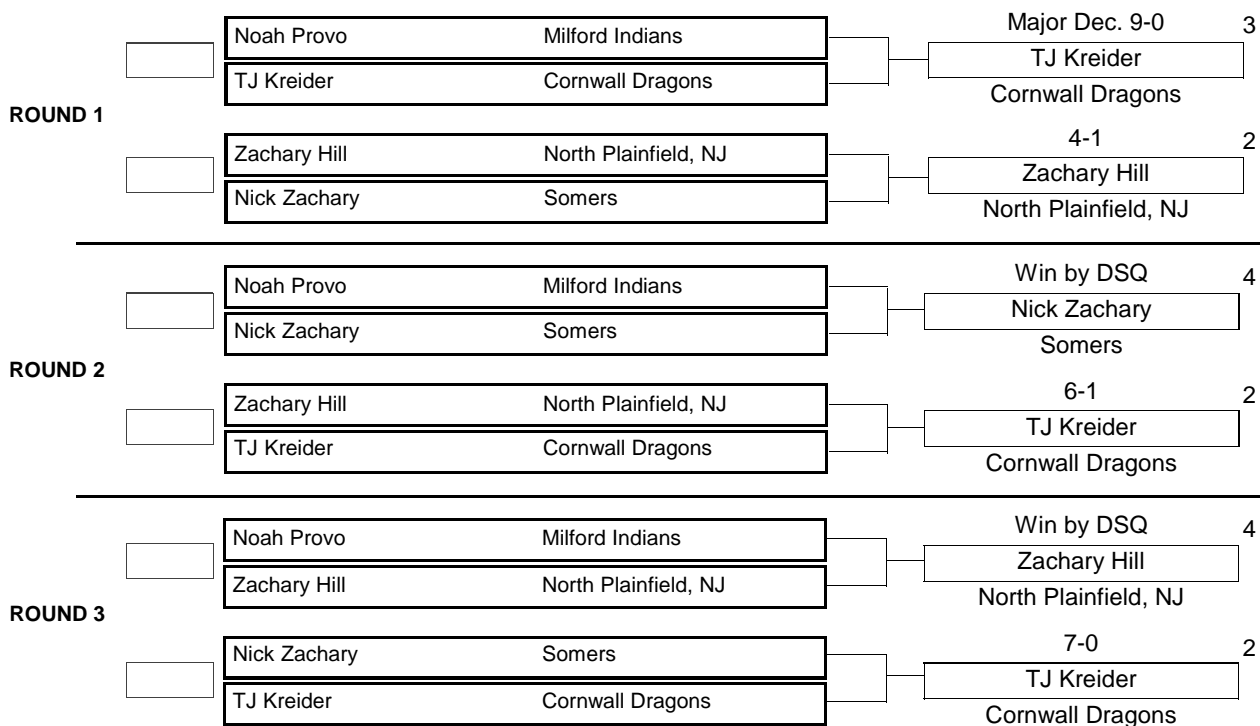 Major Dec. 9-0 3
Noah Provo Milford Indians
TJ Kreider
TJ Kreider Cornwall Dragons
Cornwall Dragons
ROUND 1
4-1 2
Zachary Hill North Plainfield, NJ
Zachary Hill
Nick Zachary Somers
North Plainfield, NJ
Win by DSQ 4
Noah Provo Milford Indians
Nick Zachary
Nick Zachary Somers
Somers
ROUND 2
6-1 2
Zachary Hill North Plainfield, NJ
TJ Kreider
TJ Kreider Cornwall Dragons
Cornwall Dragons
Win by DSQ 4
Noah Provo Milford Indians
Zachary Hill
Zachary Hill North Plainfield, NJ
North Plainfield, NJ
ROUND 3
7-0 2
Nick Zachary Somers
TJ Kreider
TJ Kreider Cornwall Dragons
Cornwall Dragons